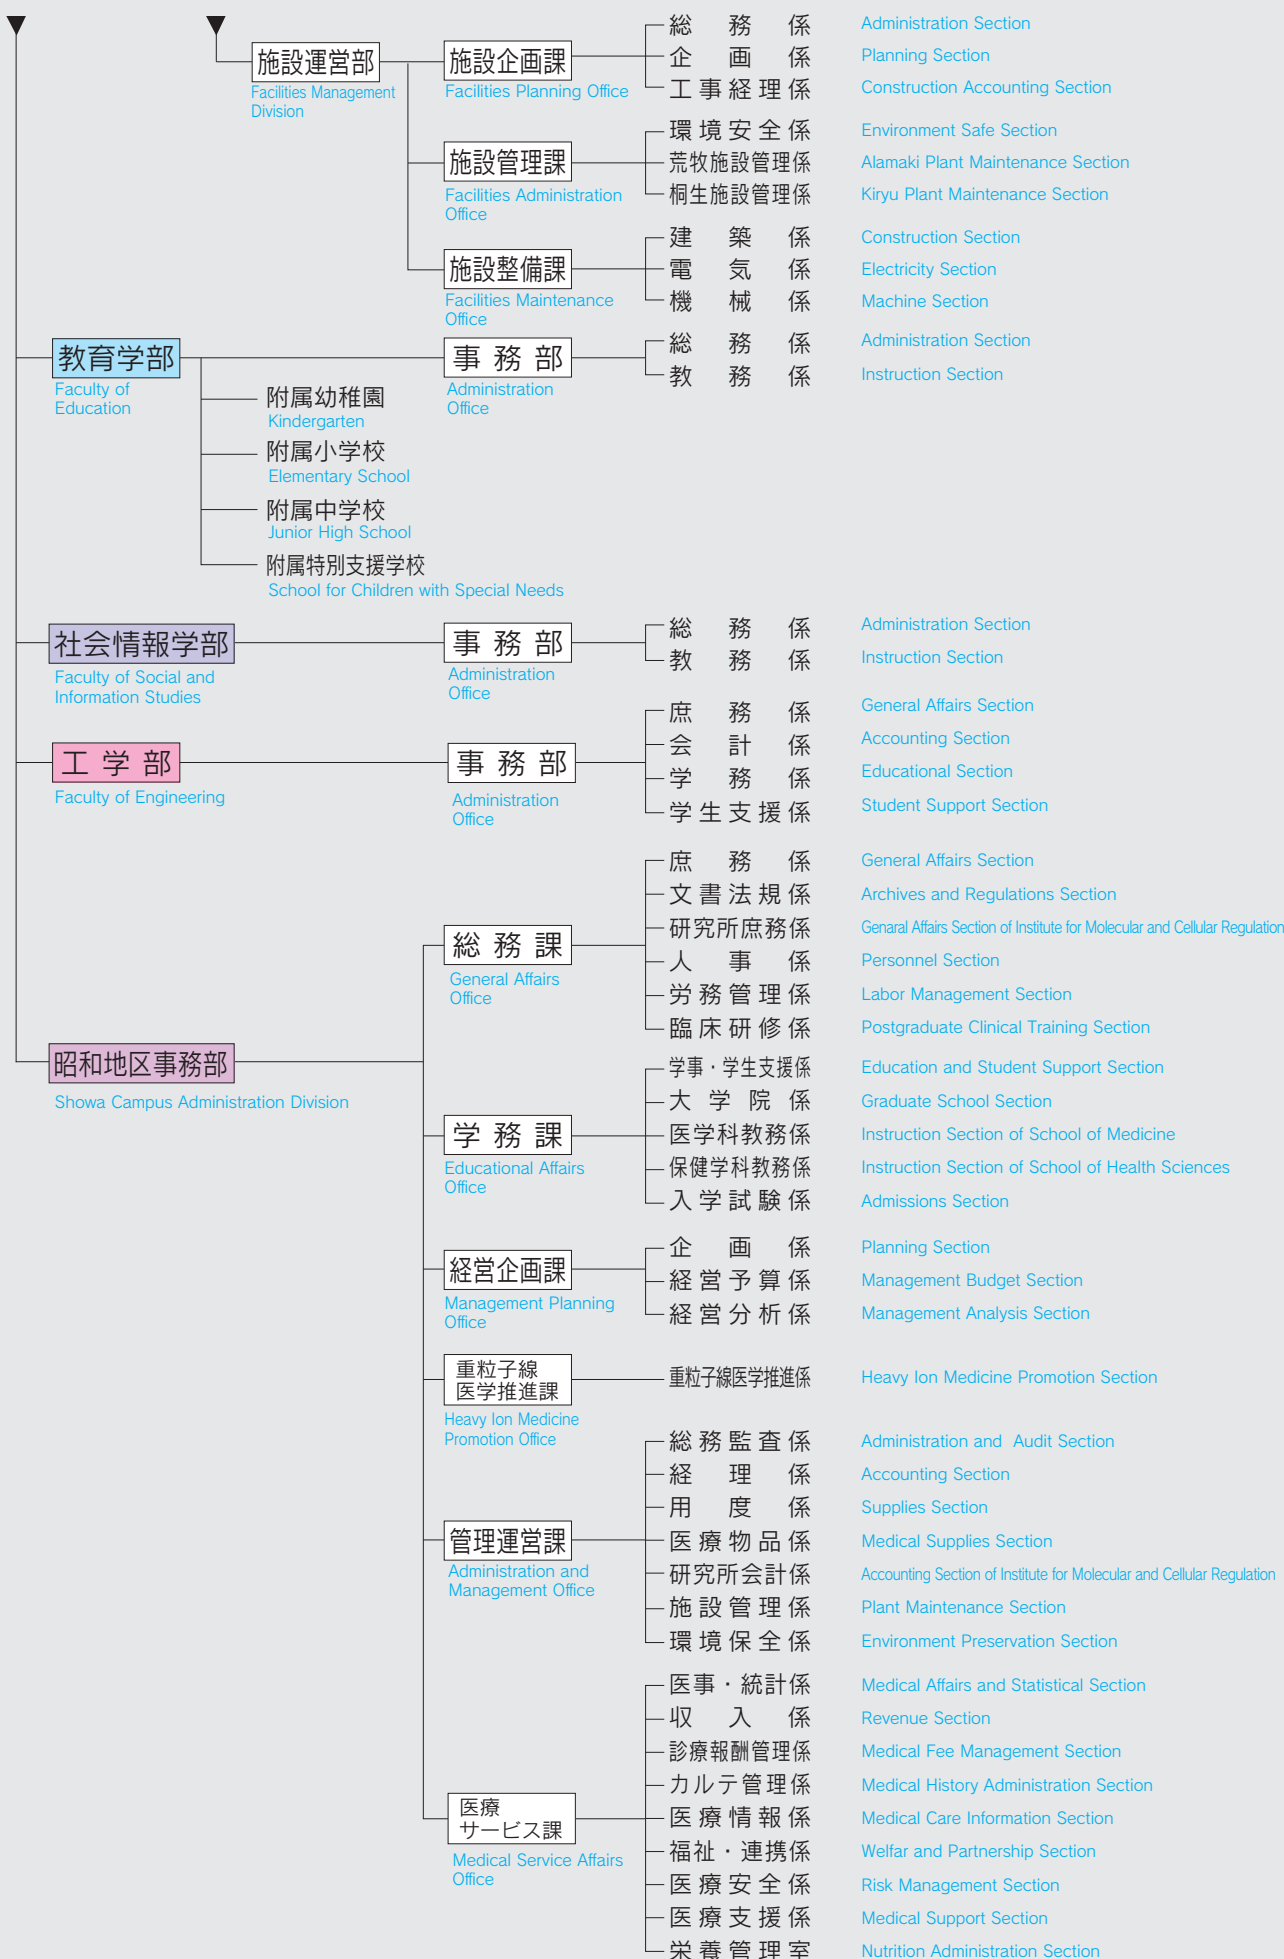 総務係 Administration Section
施設運営部 施設企画課 企画係 Planning Section
Facilities Management Division
Facilities Planning Office
工事経理係 Construction Accounting Section
環境安全係 Environment Safe Section
施設管理課 荒牧施設管理係 Alamaki Plant Maintenance Section
Facilities Administration Office
桐生施設管理係 Kiryu Plant Maintenance Section
建築係 Construction Section
施設整備課 電気係 Electricity Section
Facilities Maintenance Office
機械係 Machine Section
教育学部
Faculty of
Education
事務部
Administration
Office
総務係 Administration Section
教務係 Instruction Section
附属幼稚園
Kindergarten
附属小学校
Elementary School
附属中学校
Junior High School
附属特別支援学校
School for Children with Special Needs
社会情報学部
Faculty of Social and
Information Studies
事務部
Administration
Office
総務係 Administration Section
教務係 Instruction Section
工学部
Faculty of Engineering
事務部
Administration
Office
庶務係 General Affairs Section
会計係 Accounting Section
学務係 Educational Section
学生支援係 Student Support Section
昭和地区事務部
Showa Campus Administration Division
総務課
General Affairs
Office
庶務係 General Affairs Section
文書法規係 Archives and Regulations Section
研究所庶務係 Genaral Affairs Section of Institute for Molecular and Cellular Regulation
人事係 Personnel Section
労務管理係 Labor Management Section
臨床研修係 Postgraduate Clinical Training Section
学務課
Educational Affairs
Office
学事・学生支援係 Education and Student Support Section
大学院係 Graduate School Section
医学科教務係 Instruction Section of School of Medicine
保健学科教務係 Instruction Section of School of Health Sciences
入学試験係 Admissions Section
経営企画課
Management Planning
Office
企画係 Planning Section
経営予算係 Management Budget Section
経営分析係 Management Analysis Section
重粒子線
医学推進課
Heavy Ion Medicine
Promotion Office
重粒子線医学推進係 Heavy Ion Medicine Promotion Section
管理運営課
Administration and
Management Office
総務監査係 Administration and Audit Section
経理係 Accounting Section
用度係 Supplies Section
医療物品係 Medical Supplies Section
研究所会計係 Accounting Section of Institute for Molecular and Cellular Regulation
施設管理係 Plant Maintenance Section
環境保全係 Environment Preservation Section
医療
サービス課
Medical Service Affairs
Office
医事・統計係 Medical Affairs and Statistical Section
収入係 Revenue Section
診療報酬管理係 Medical Fee Management Section
カルテ管理係 Medical History Administration Section
医療情報係 Medical Care Information Section
福祉・連携係 Welfar and Partnership Section
医療安全係 Risk Management Section
医療支援係 Medical Support Section
栄養管理室 Nutrition Administration Section